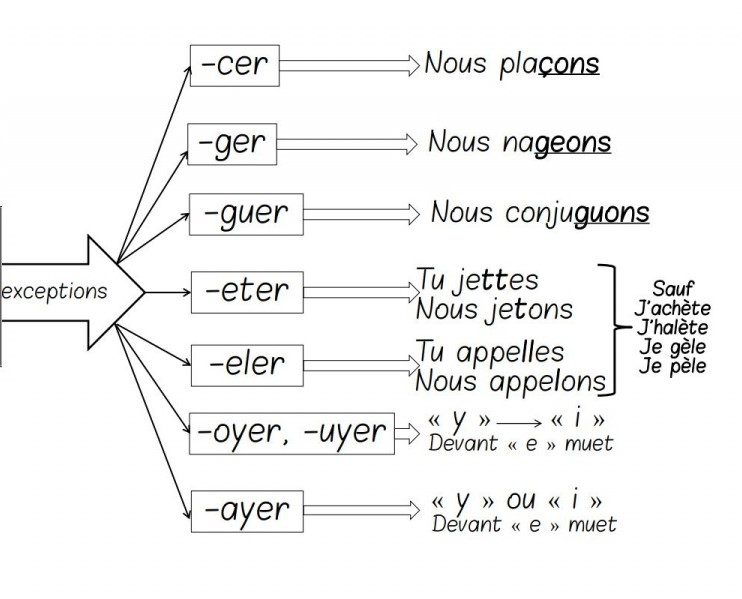 exceptions
-cer
Nous plaçons
-ger
Nous nageons
-guer
Nous conjuguons
-eter
Tu jettes
Nous jetons
-eler
Tu appelles
Nous appelons
Sauf
J'achète
J'halète
Je gèle
Je pèle
-oyer, -uyer
« y » → « i »
Devant « e » muet
-ayer
« y » ou « i »
Devant « e » muet